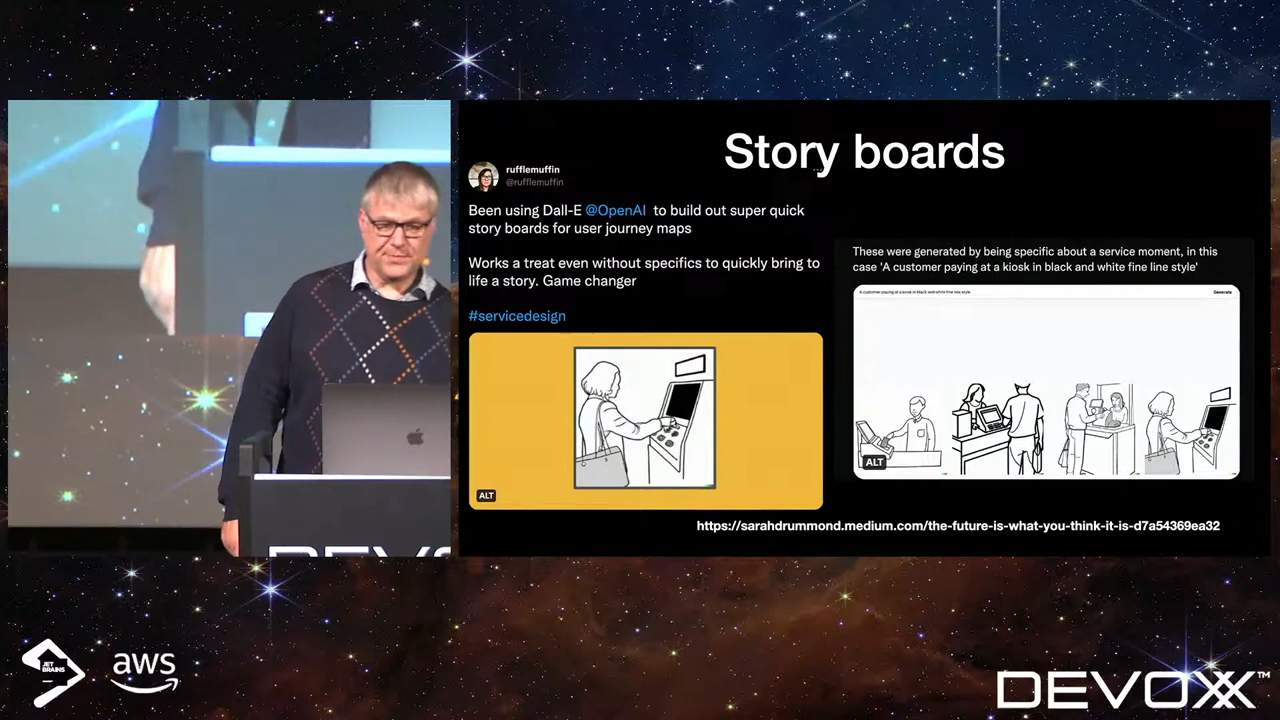 Story boards
rufflemuffin
@rufflemuffin
Been using Dall-E @OpenAI to build out super quick
story boards for user journey maps
Works a treat even without specifics to quickly bring to
life a story. Game changer
#servicedesign
ALT
These were generated by being specific about a service moment, in this
case 'A customer paying at a kiosk in black and white fine line style'
A customer paying at a kiosk in black and white fine line style
Generate
ALT
https://sarahdrummond.medium.com/the-future-is-what-you-think-it-is-d7a54369ea32
DEVO
JET
BRAINS
aws
DEVOXX™